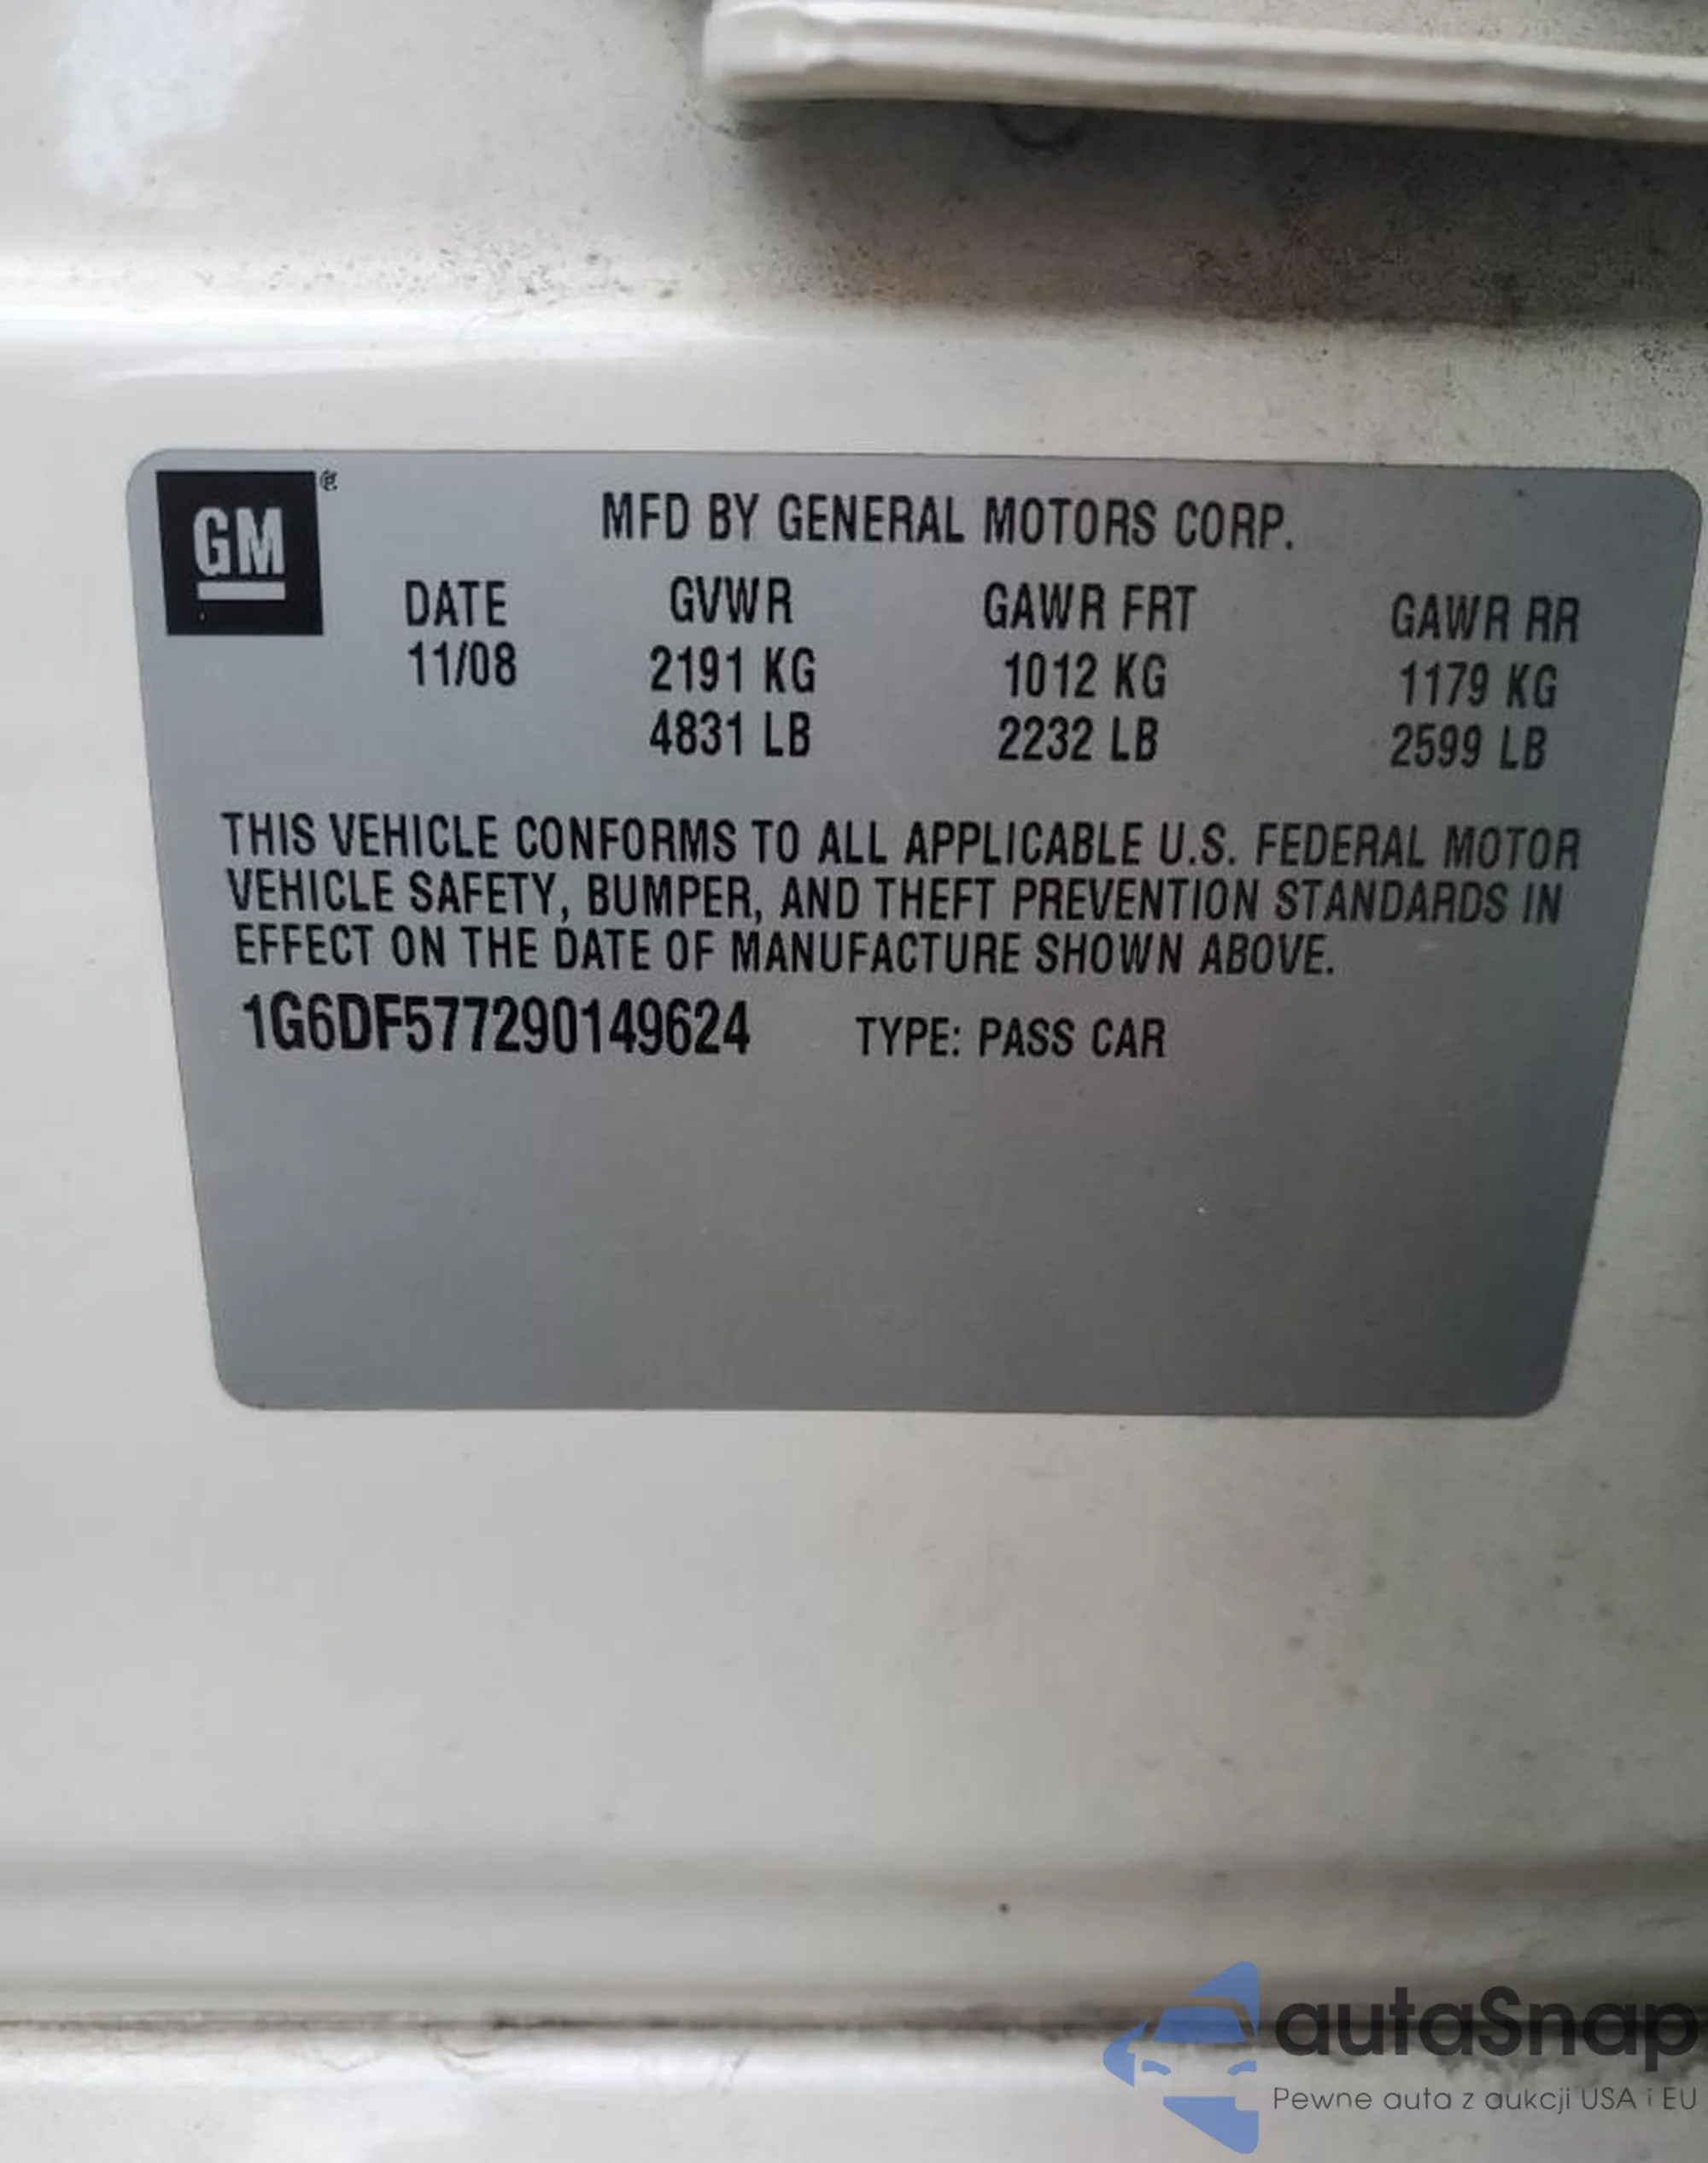 GM
MFD BY GENERAL MOTORS CORP.
DATE GVWR GAWR FRT GAWR RR
11/08 2191 KG 1012 KG 1179 KG
4831 LB 2232 LB 2599 LB
THIS VEHICLE CONFORMS TO ALL APPLICABLE U.S. FEDERAL MOTOR
VEHICLE SAFETY, BUMPER, AND THEFT PREVENTION STANDARDS IN
EFFECT ON THE DATE OF MANUFACTURE SHOWN ABOVE.
1G6DF577290149624 TYPE: PASS CAR
autaSnap
Pewne auta z aukcji USA i EU